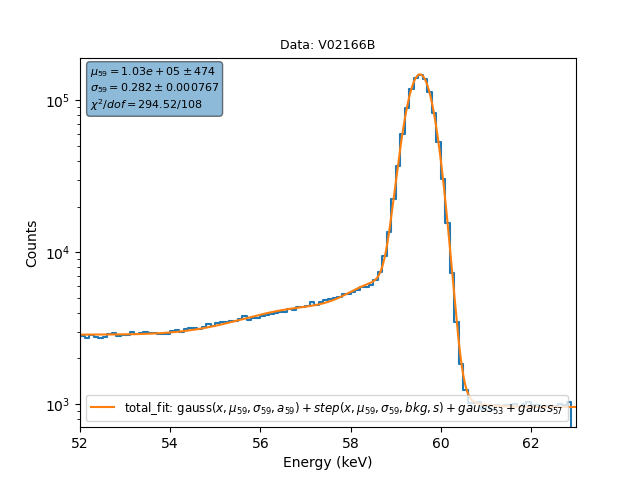 Data: V02166B
μ₅₉ = 1.03e + 05 ± 474
σ₅₉ = 0.282 ± 0.000767
χ²/dof = 294.52/108
10⁵
10⁴
10³
Counts
total_fit: gauss(x, μ₅₉, σ₅₉, a₅₉) + step(x, μ₅₉, σ₅₉, bkg, s) + gauss₅₃ + gauss₅₇
52 54 56 58 60 62
Energy (keV)